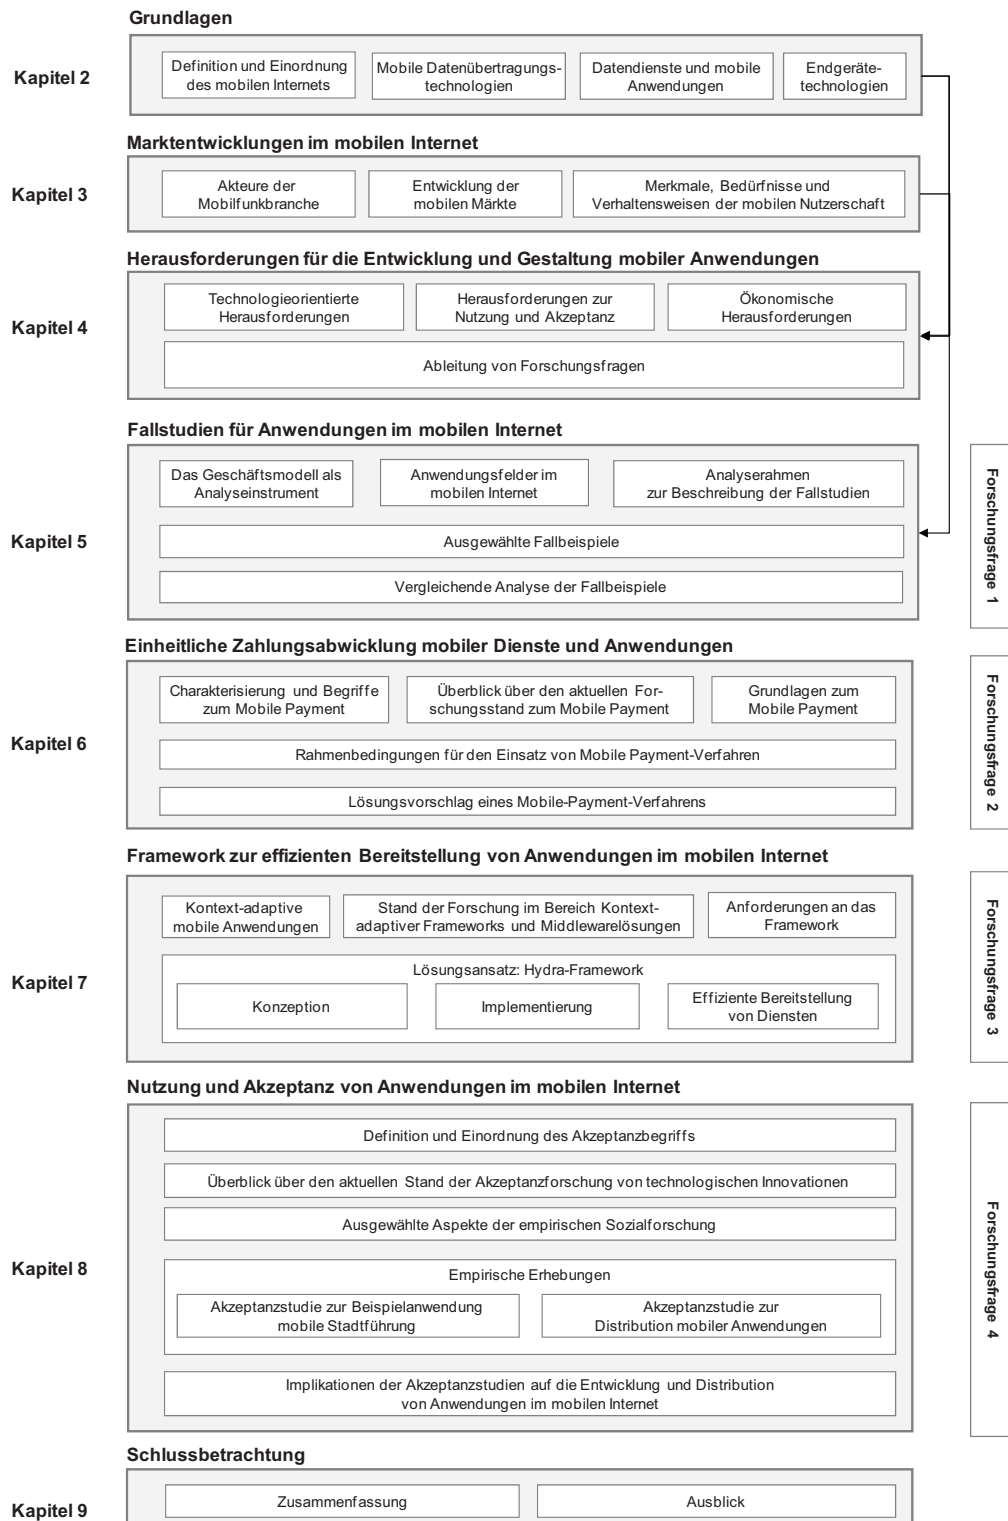 Grundlagen
Kapitel 2
Definition und Einordnung
des mobilen Internets
Mobile Datenübertragungs-
technologien
Datendienste und mobile
Anwendungen
Endgeräte-
technologien
Marktentwicklungen im mobilen Internet
Kapitel 3
Akteure der
Mobilfunkbranche
Entwicklung der
mobilen Märkte
Merkmale, Bedürfnisse und
Verhaltensweisen der mobilen Nutzerschaft
Herausforderungen für die Entwicklung und Gestaltung mobiler Anwendungen
Kapitel 4
Technologieorientierte
Herausforderungen
Herausforderungen zur
Nutzung und Akzeptanz
Ökonomische
Herausforderungen
Ableitung von Forschungsfragen
Fallstudien für Anwendungen im mobilen Internet
Kapitel 5
Das Geschäftsmodell als
Analyseinstrument
Anwendungsfelder im
mobilen Internet
Analyserahmen
zur Beschreibung der Fallstudien
Ausgewählte Fallbeispiele
Vergleichende Analyse der Fallbeispiele
Forschungsfrage 1
Einheitliche Zahlungsabwicklung mobiler Dienste und Anwendungen
Kapitel 6
Charakterisierung und Begriffe
zum Mobile Payment
Überblick über den aktuellen For-
schungsstand zum Mobile Payment
Grundlagen zum
Mobile Payment
Rahmenbedingungen für den Einsatz von Mobile Payment-Verfahren
Lösungsvorschlag eines Mobile-Payment-Verfahrens
Forschungsfrage 2
Framework zur effizienten Bereitstellung von Anwendungen im mobilen Internet
Kapitel 7
Kontext-adaptive
mobile Anwendungen
Stand der Forschung im Bereich Kontext-
adaptiver Frameworks und Middlewarelösungen
Anforderungen an das
Framework
Lösungsansatz: Hydra-Framework
Konzeption
Implementierung
Effiziente Bereitstellung
von Diensten
Forschungsfrage 3
Nutzung und Akzeptanz von Anwendungen im mobilen Internet
Kapitel 8
Definition und Einordnung des Akzeptanzbegriffs
Überblick über den aktuellen Stand der Akzeptanzforschung von technologischen Innovationen
Ausgewählte Aspekte der empirischen Sozialforschung
Empirische Erhebungen
Akzeptanzstudie zur Beispielanwendung
mobile Stadtführung
Akzeptanzstudie zur
Distribution mobiler Anwendungen
Implikationen der Akzeptanzstudien auf die Entwicklung und Distribution
von Anwendungen im mobilen Internet
Forschungsfrage 4
Schlussbetrachtung
Kapitel 9
Zusammenfassung
Ausblick